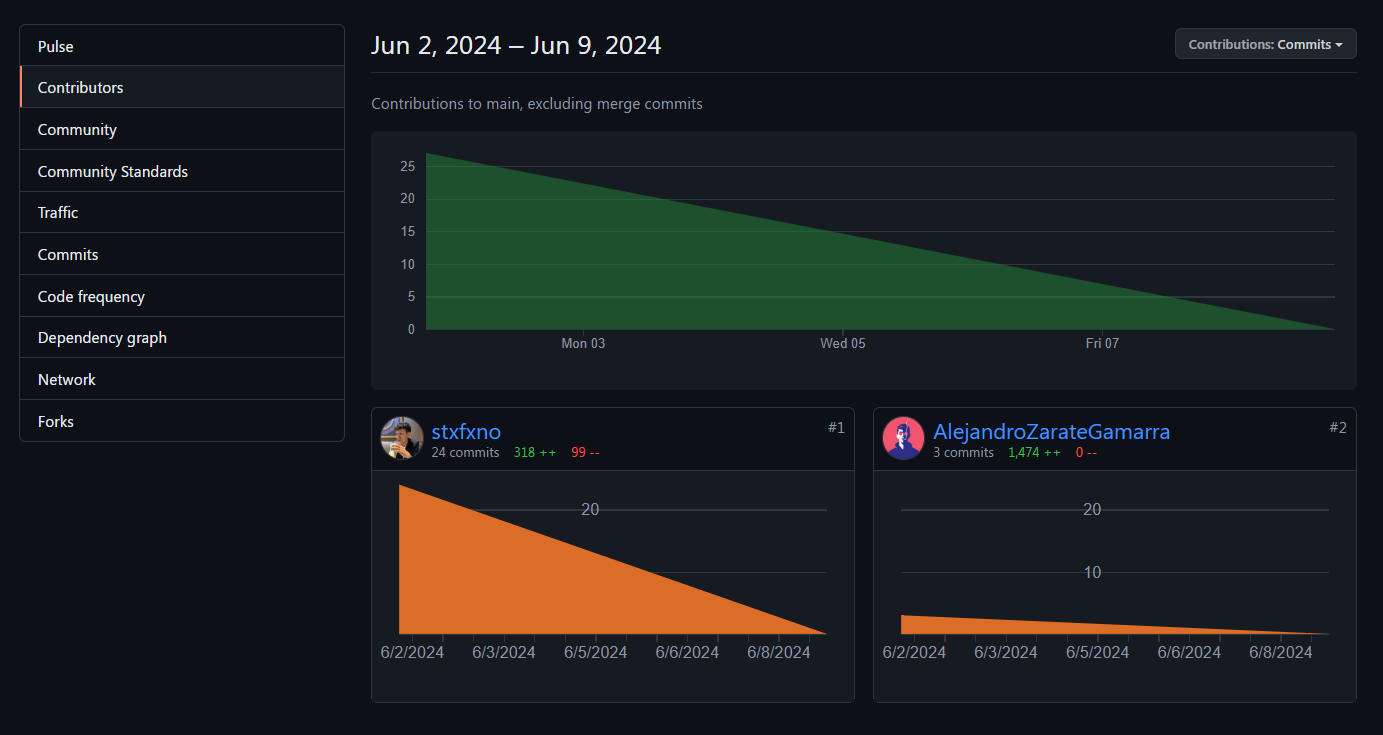 Pulse
Contributors
Community
Community Standards
Traffic
Commits
Code frequency
Dependency graph
Network
Forks
Jun 2, 2024 – Jun 9, 2024
Contributions: Commits
Contributions to main, excluding merge commits
25
20
15
10
5
0
Mon 03 Wed 05 Fri 07
stxfxno #1
24 commits 318 ++ 99 --
20
6/2/2024 6/3/2024 6/5/2024 6/6/2024 6/8/2024
AlejandroZarateGamarra #2
3 commits 1,474 ++ 0 --
20
10
6/2/2024 6/3/2024 6/5/2024 6/6/2024 6/8/2024